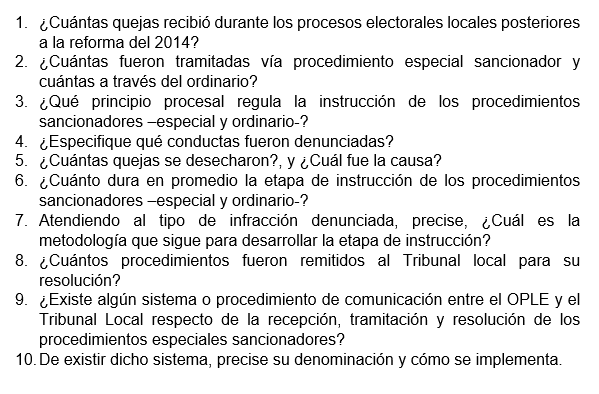 1. ¿Cuántas quejas recibió durante los procesos electorales locales posteriores
a la reforma del 2014?
2. ¿Cuántas fueron tramitadas vía procedimiento especial sancionador y
cuántas a través del ordinario?
3. ¿Qué principio procesal regula la instrucción de los procedimientos
sancionadores –especial y ordinario-?
4. ¿Especifique qué conductas fueron denunciadas?
5. ¿Cuántas quejas se desecharon?, y ¿Cuál fue la causa?
6. ¿Cuánto dura en promedio la etapa de instrucción de los procedimientos
sancionadores –especial y ordinario-?
7. Atendiendo al tipo de infracción denunciada, precise, ¿Cuál es la
metodología que sigue para desarrollar la etapa de instrucción?
8. ¿Cuántos procedimientos fueron remitidos al Tribunal local para su
resolución?
9. ¿Existe algún sistema o procedimiento de comunicación entre el OPLE y el
Tribunal Local respecto de la recepción, tramitación y resolución de los
procedimientos especiales sancionadores?
10. De existir dicho sistema, precise su denominación y cómo se implementa.